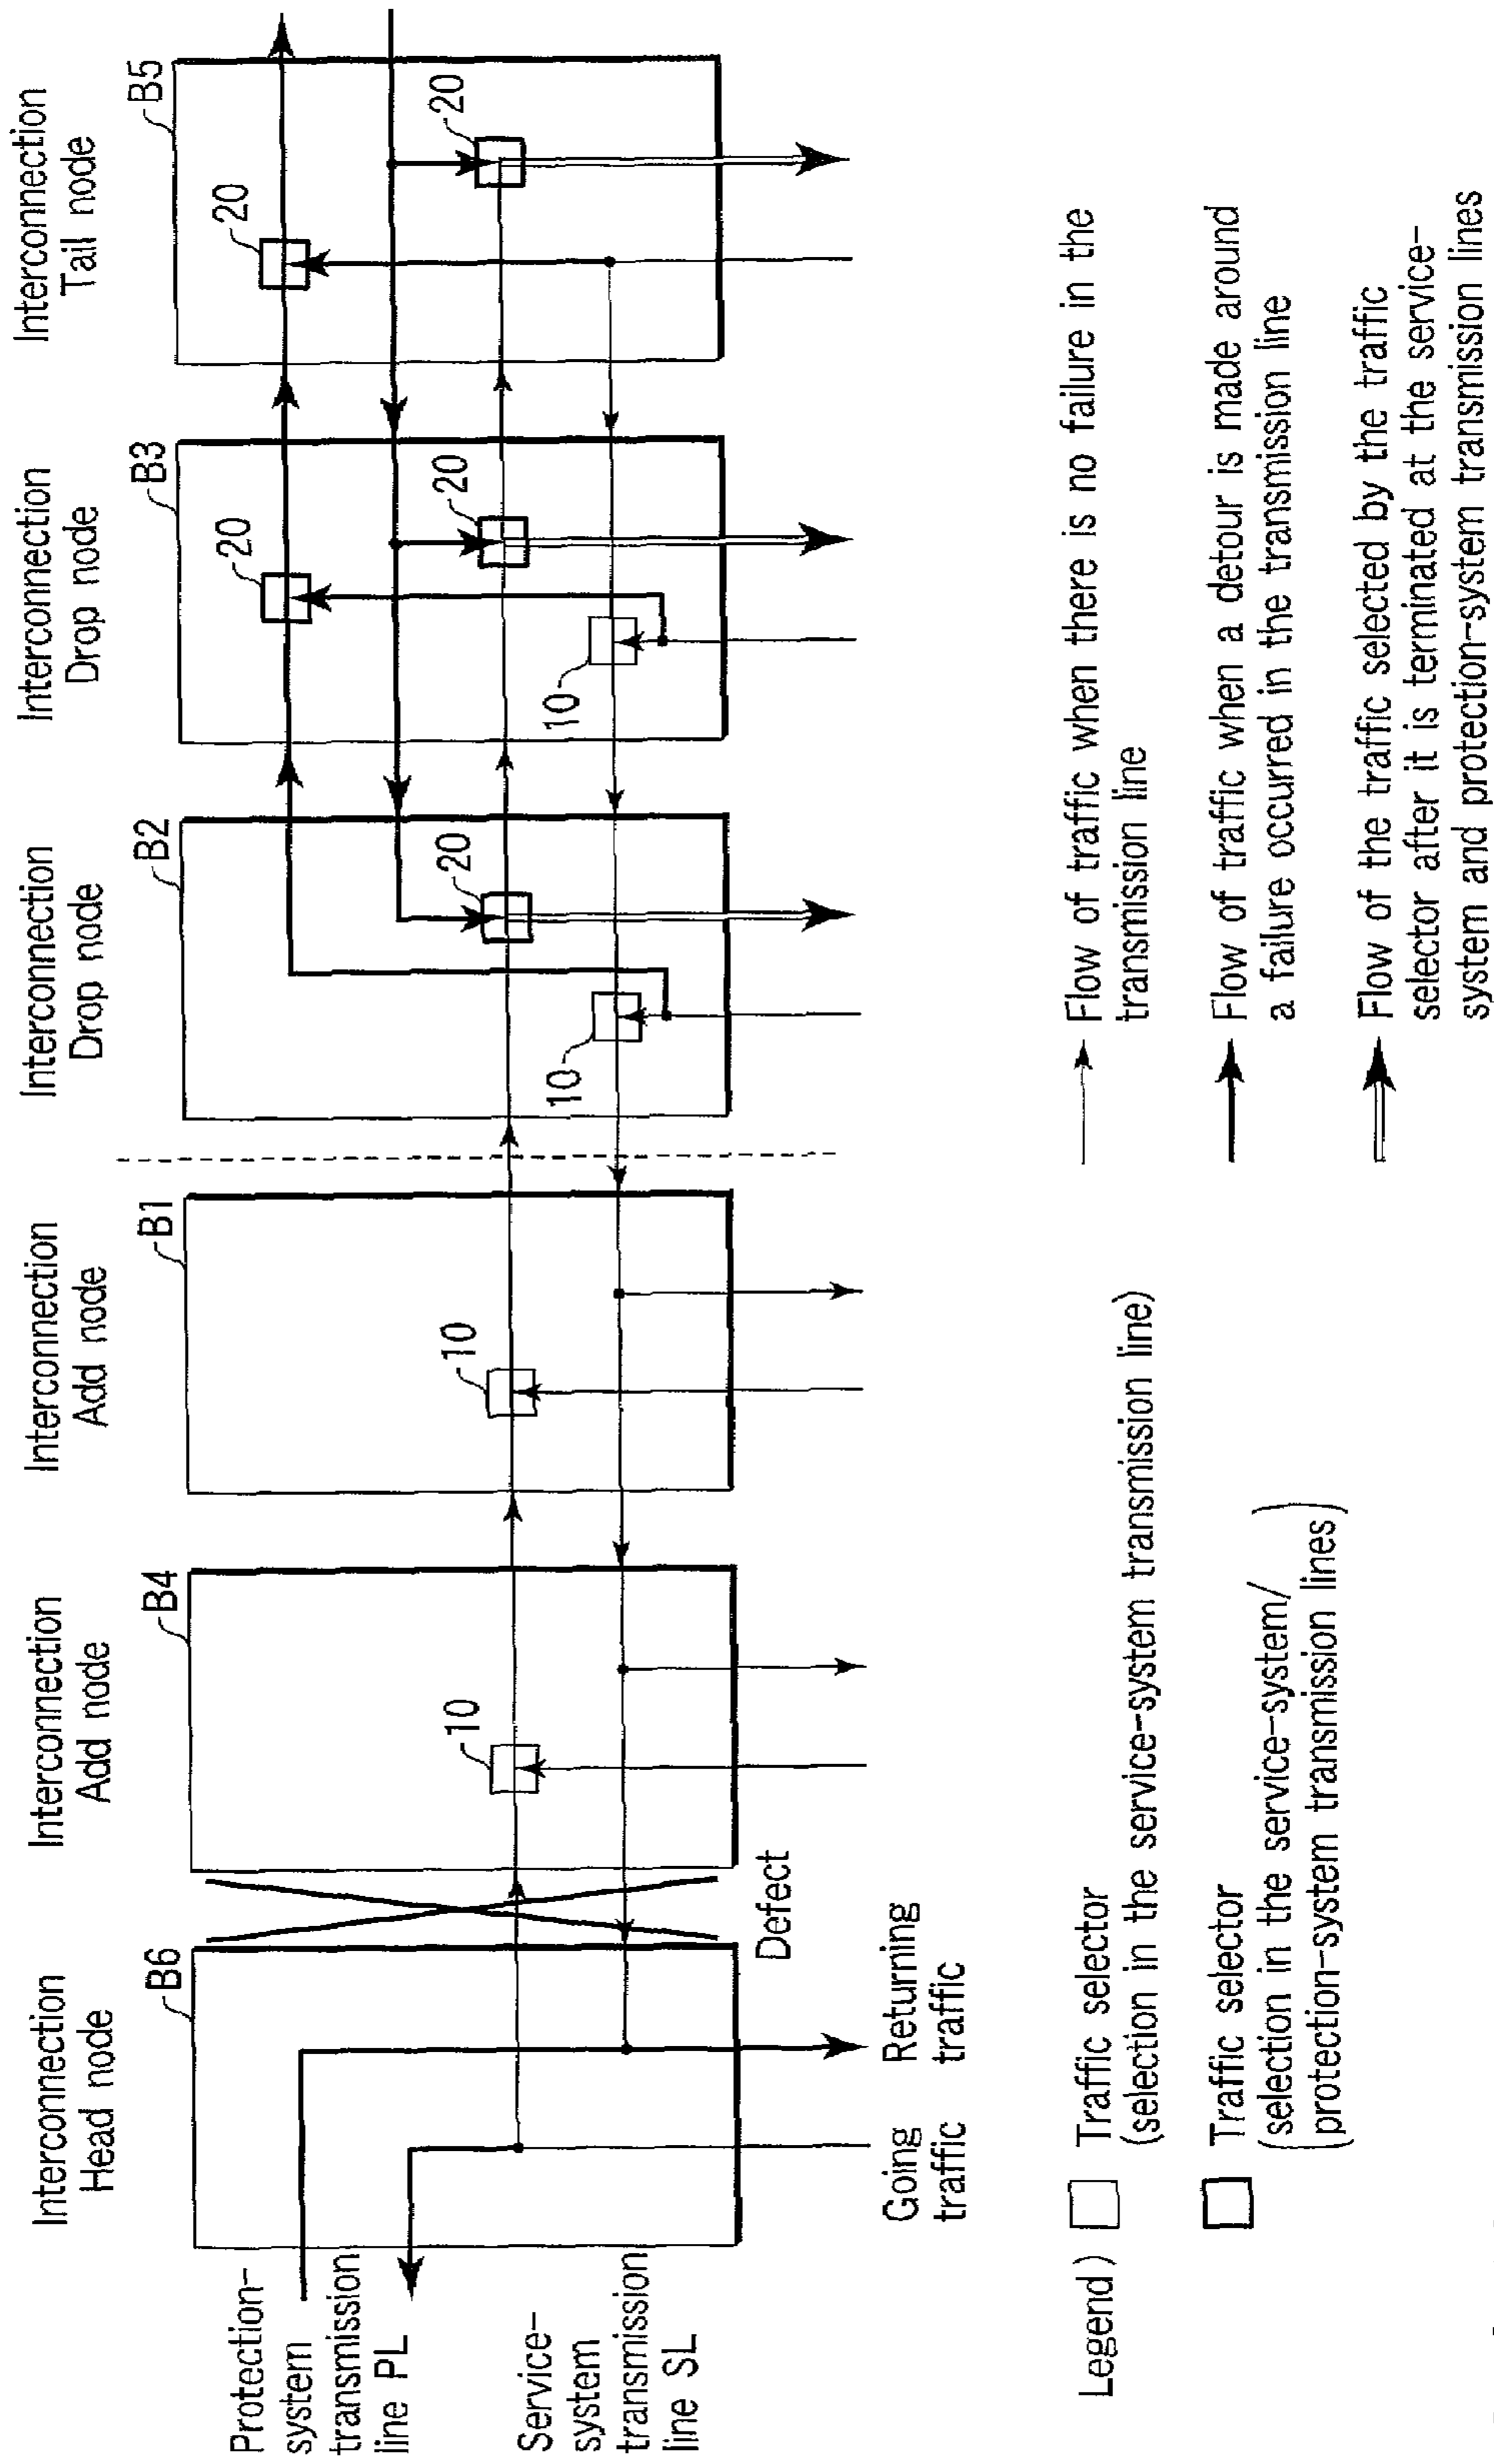 Interconnection
Head node
Interconnection
Add node
Interconnection
Add node
Interconnection
Drop node
Interconnection
Drop node
Interconnection
Tail node
B6
B4
B1
B2
B3
B5
Protection-
system
transmission
line PL
Service-
system
transmission
line SL
10
10
10
20
10
20
20
20
20
Defect
Going
traffic
Returning
traffic
Legend )
Traffic selector
(selection in the service-system transmission line)
Traffic selector
(selection in the service-system/
protection-system transmission lines)
Flow of traffic when there is no failure in the
transmission line
Flow of traffic when a detour is made around
a failure occurred in the transmission line
Flow of the traffic selected by the traffic
selector after it is terminated at the service-
system and protection-system transmission lines